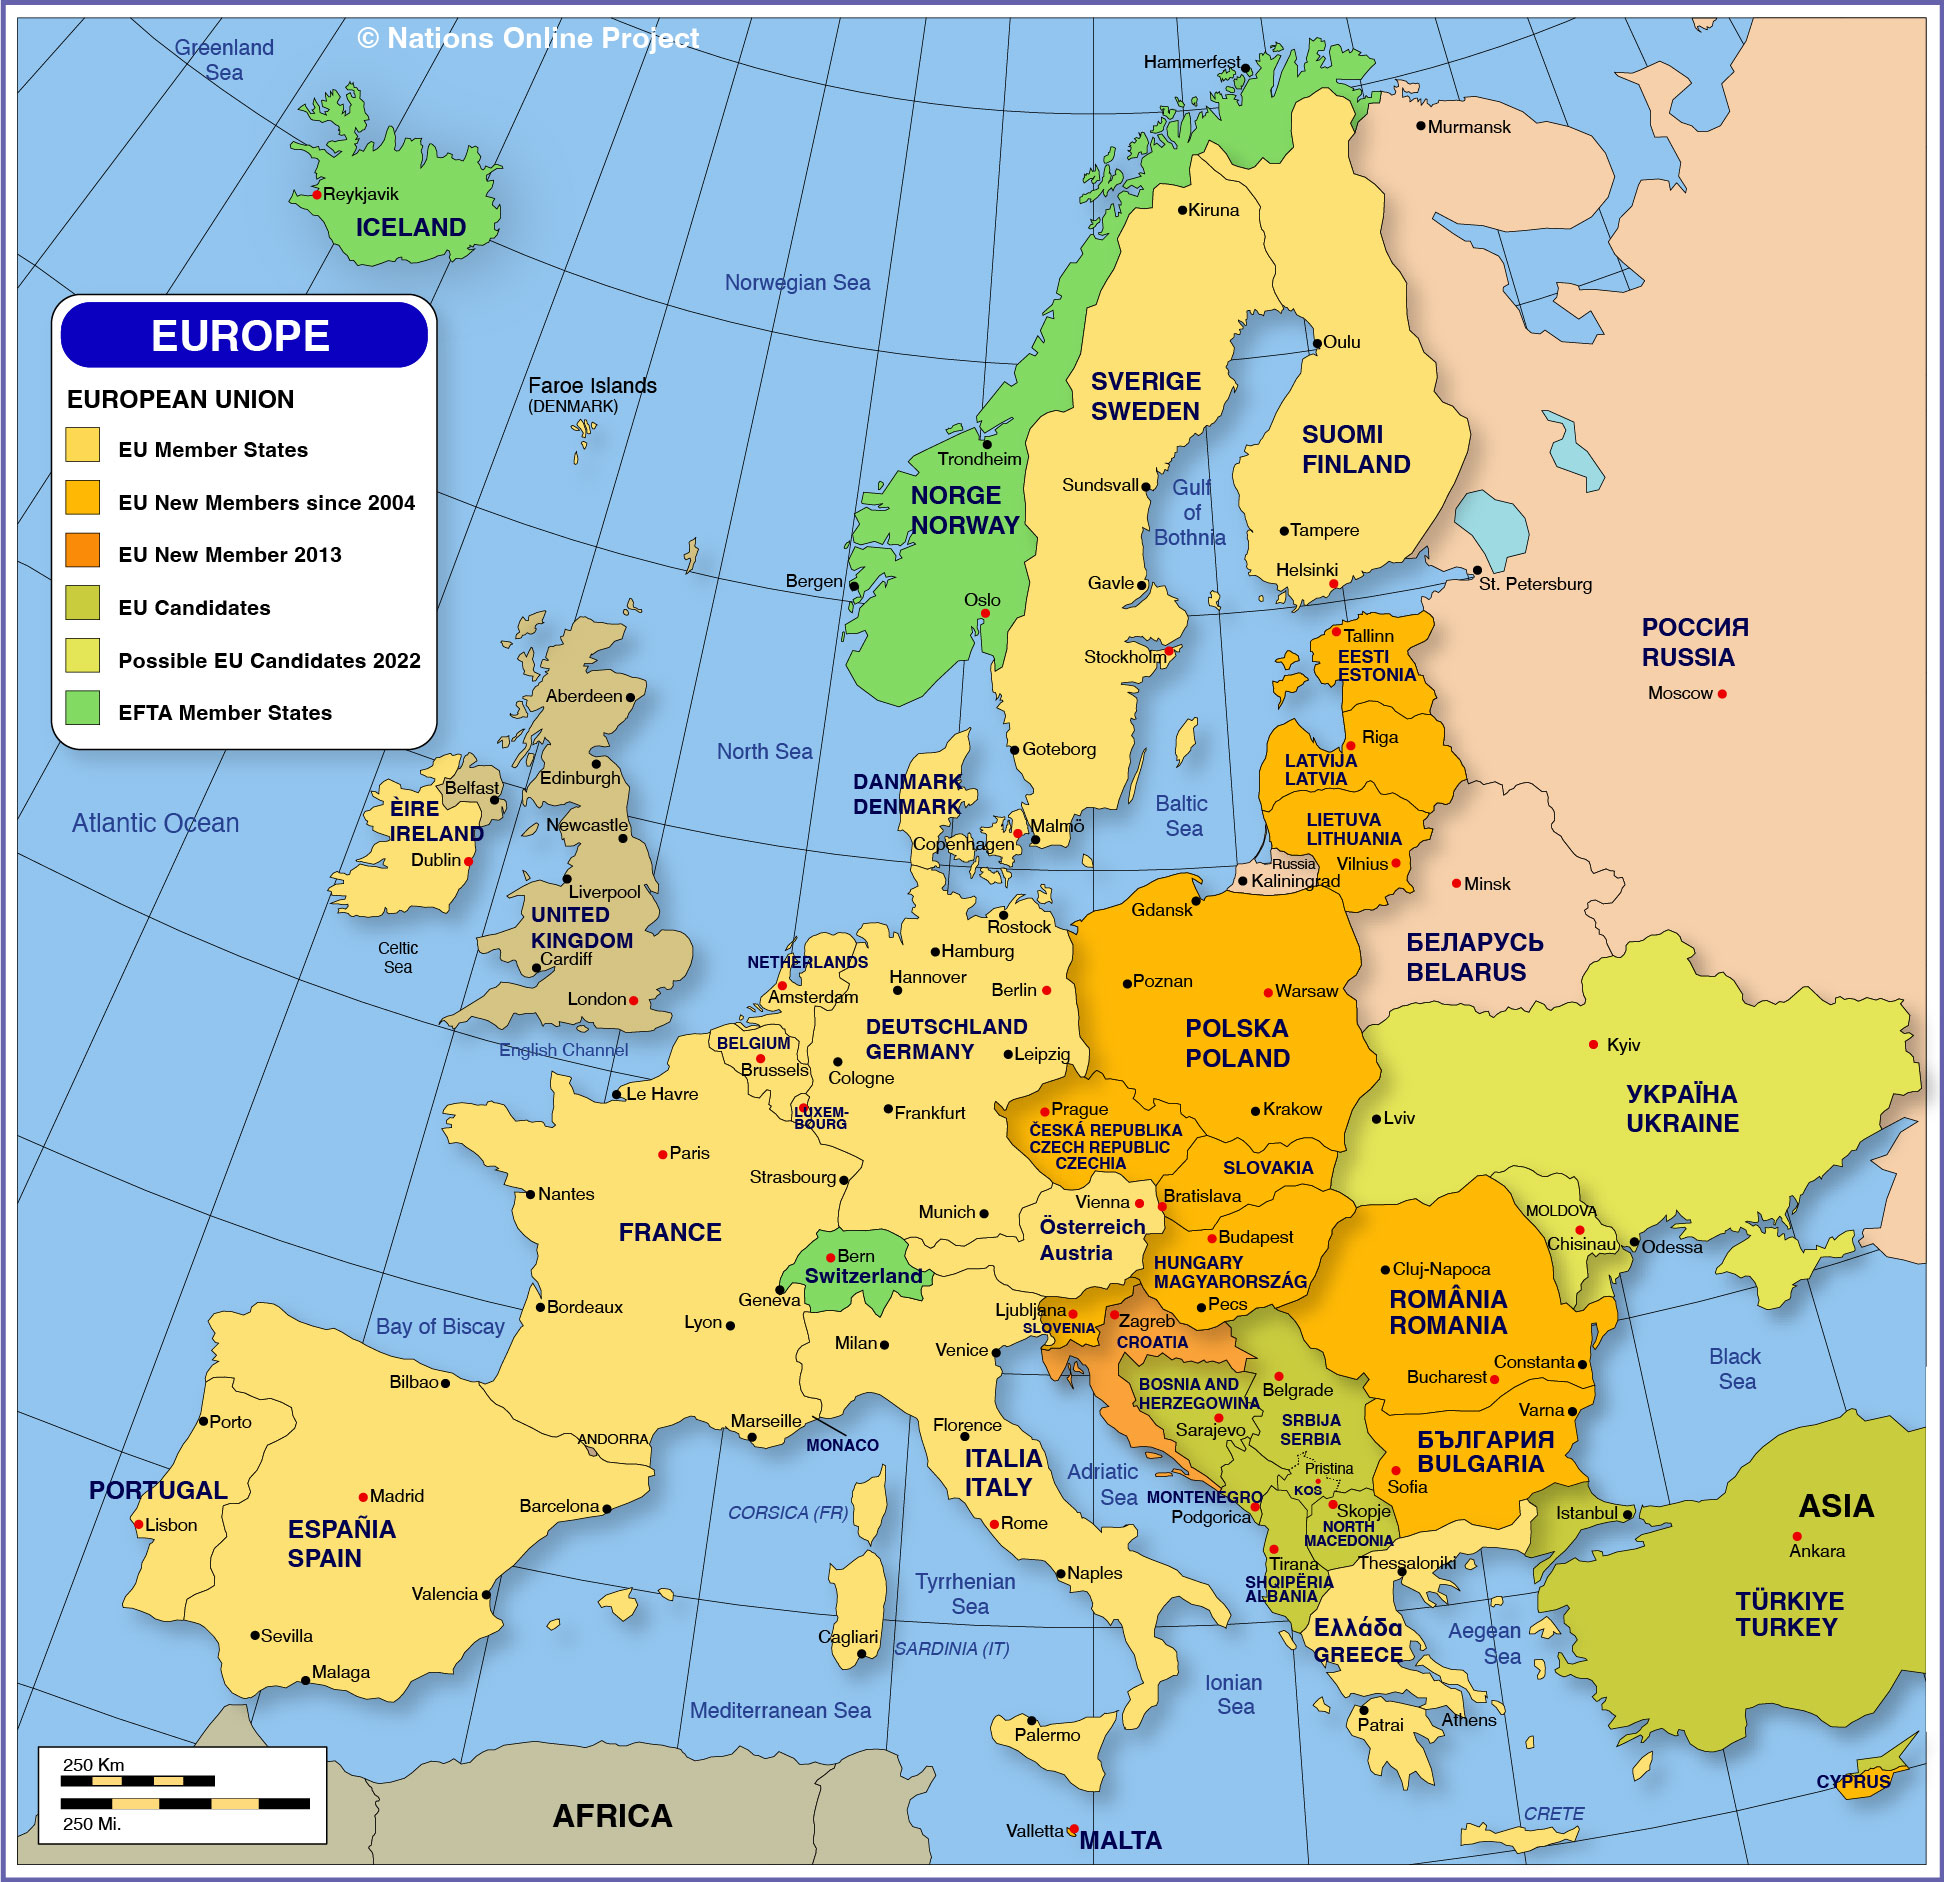 © Nations Online Project
Greenland
Sea
Hammerfest
Murmansk
Reykjavik
ICELAND
Kiruna
Norwegian Sea
EUROPE
EUROPEAN UNION
EU Member States
EU New Members since 2004
EU New Member 2013
EU Candidates
Possible EU Candidates 2022
EFTA Member States
Faroe Islands
(DENMARK)
Oulu
SVERIGE
SWEDEN
SUOMI
FINLAND
Trondheim
NORGE
NORWAY
Sundsvall
Gulf
of
Bothnia
Tampere
Bergen
Oslo
Gavle
Helsinki
St. Petersburg
Stockholm
Tallinn
EESTI
ESTONIA
РОССИЯ
RUSSIA
Moscow
Aberdeen
North Sea
Goteborg
Riga
LATVIJA
LATVIA
Edinburgh
Belfast
ÈIRE
IRELAND
Dublin
Atlantic Ocean
Newcastle
Liverpool
DANMARK
DENMARK
Copenhagen
Malmö
Baltic
Sea
LIETUVA
LITHUANIA
Vilnius
Russia
Kaliningrad
Minsk
БЕЛАРУСЬ
BELARUS
UNITED
KINGDOM
Cardiff
London
Celtic
Sea
English Channel
Gdansk
Rostock
Hamburg
Hannover
Berlin
NETHERLANDS
Amsterdam
Poznan
Warsaw
POLSKA
POLAND
Krakow
DEUTSCHLAND
GERMANY
Leipzig
BELGIUM
Brussels
Cologne
Frankfurt
LUXEM-
BOURG
Le Havre
Paris
Strasbourg
Nantes
Munich
FRANCE
Prague
ČESKÁ REPUBLIKA
CZECH REPUBLIC
CZECHIA
SLOVAKIA
Bratislava
Vienna
Österreich
Austria
Lviv
Kyiv
УКРАЇНА
UKRAINE
MOLDOVA
Chisinau
Odessa
Budapest
HUNGARY
MAGYARORSZÁG
Pecs
Bern
Switzerland
Geneva
Bordeaux
Lyon
Bay of Biscay
Milan
Venice
Ljubljana
SLOVENIA
Zagreb
CROATIA
Cluj-Napoca
ROMÂNIA
ROMANIA
Constanta
Bucharest
Black
Sea
Bilbao
Porto
Marseille
MONACO
ANDORRA
Florence
BOSNIA AND
HERZEGOWINA
Sarajevo
Belgrade
SRBIJA
SERBIA
Varna
БЪЛГАРИЯ
BULGARIA
Sofia
PORTUGAL
Lisbon
Madrid
ESPAÑIA
SPAIN
Barcelona
CORSICA (FR)
ITALIA
ITALY
Rome
Adriatic
Sea
MONTENEGRO
Podgorica
Pristina
KOS
Skopje
NORTH
MACEDONIA
Istanbul
ASIA
Ankara
Valencia
Tyrrhenian
Sea
Naples
Tirana
SHQIPËRIA
ALBANIA
Thessaloniki
TÜRKIYE
TURKEY
Sevilla
Malaga
Cagliari
SARDINIA (IT)
Ελλάδα
GREECE
Aegean
Sea
Mediterranean Sea
Ionian
Sea
Palermo
Patrai
Athens
CYPRUS
250 Km
250 Mi.
AFRICA
Valletta
MALTA
CRETE